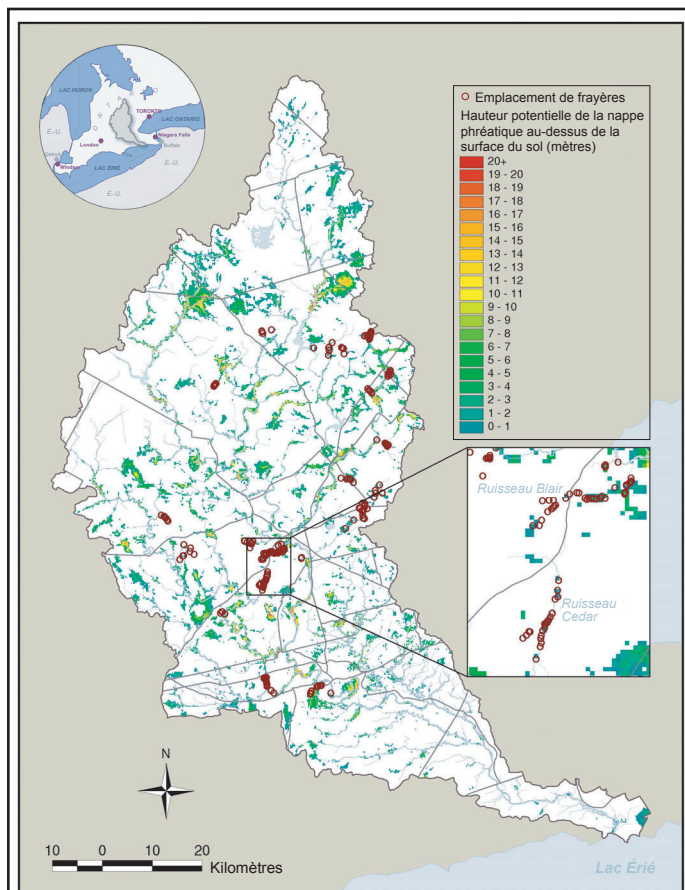 LAC HURON
ONTARIO
TORONTO
LAC ONTARIO
É.-U.
Niagara Falls
London
Buffalo
Detroit
Windsor
LAC ÉRIÉ
É.-U.
É.-U.
Emplacement de frayères
Hauteur potentielle de la nappe
phréatique au-dessus de la
surface du sol (mètres)
20+
19 - 20
18 - 19
17 - 18
16 - 17
15 - 16
14 - 15
13 - 14
12 - 13
11 - 12
10 - 11
9 - 10
8 - 9
7 - 8
6 - 7
5 - 6
4 - 5
3 - 4
2 - 3
1 - 2
0 - 1
Ruisseau Blair
Ruisseau
Cedar
N
10 0 10 20
Kilomètres
Lac Érié